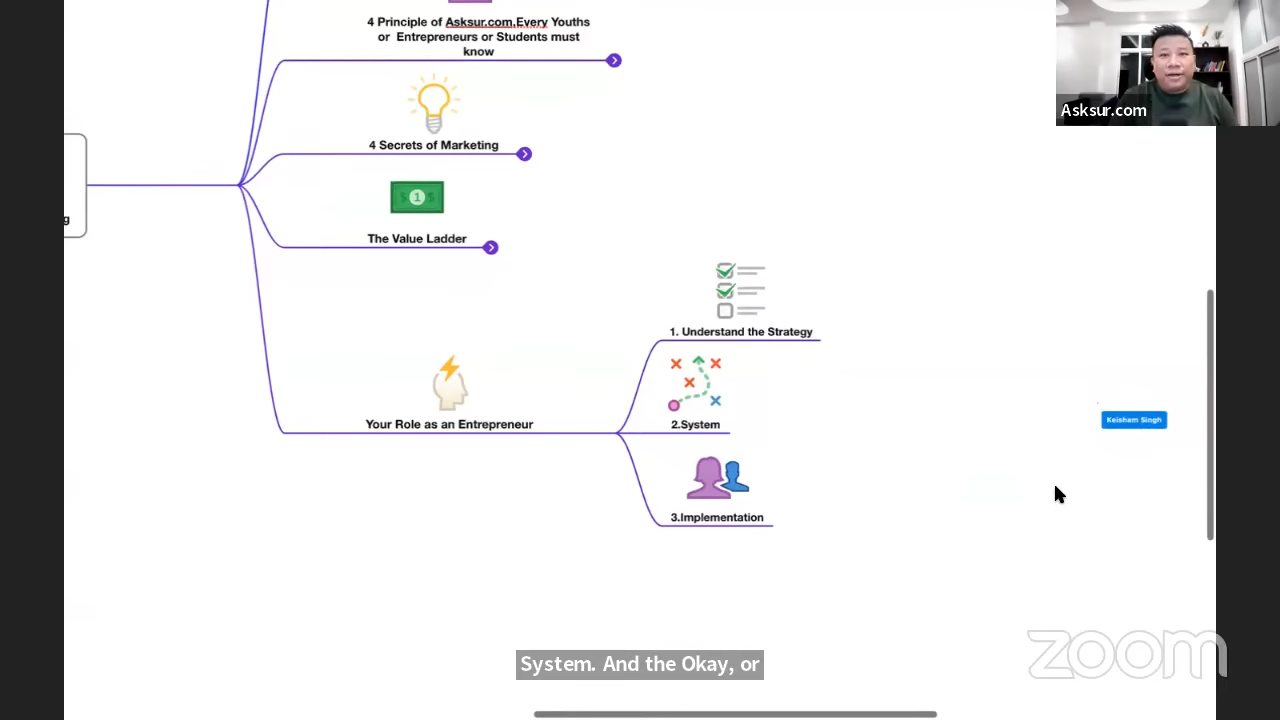 4 Principle of Asksur.com,Every Youths
or Entrepreneurs or Students must
know
Asksur.com
4 Secrets of Marketing
g
1
The Value Ladder
1. Understand the Strategy
2.System
Your Role as an Entrepreneur
Keisham Singh
3.Implementation
System. And the Okay, or
zoom